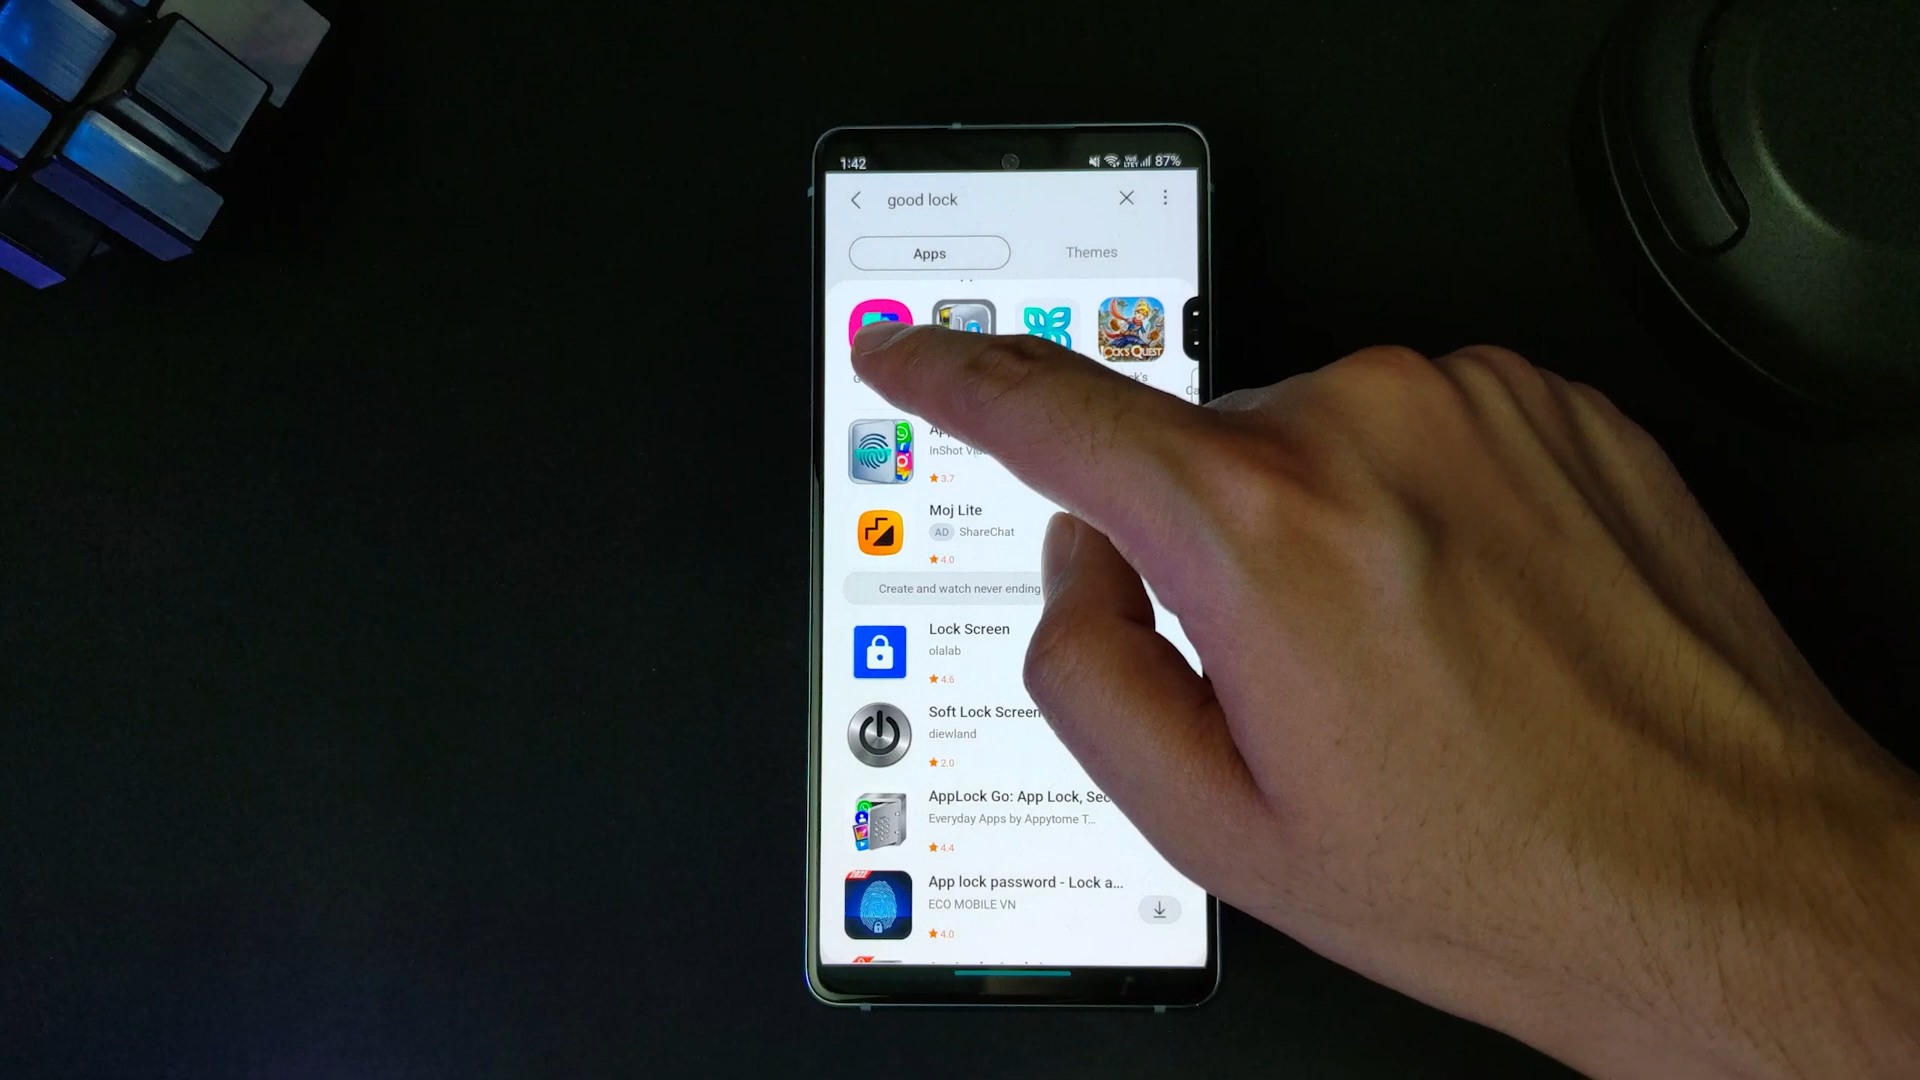 1:42
87%
good lock
Apps
Themes
LOCK'S QUEST
InShot
3.7
Moj Lite
AD ShareChat
4.0
Create and watch never ending
Lock Screen
olalab
4.6
Soft Lock Screen
diewland
2.0
AppLock Go: App Lock, Sec
Everyday Apps by Appytome T...
4.4
App lock password - Lock a...
ECO MOBILE VN
4.0